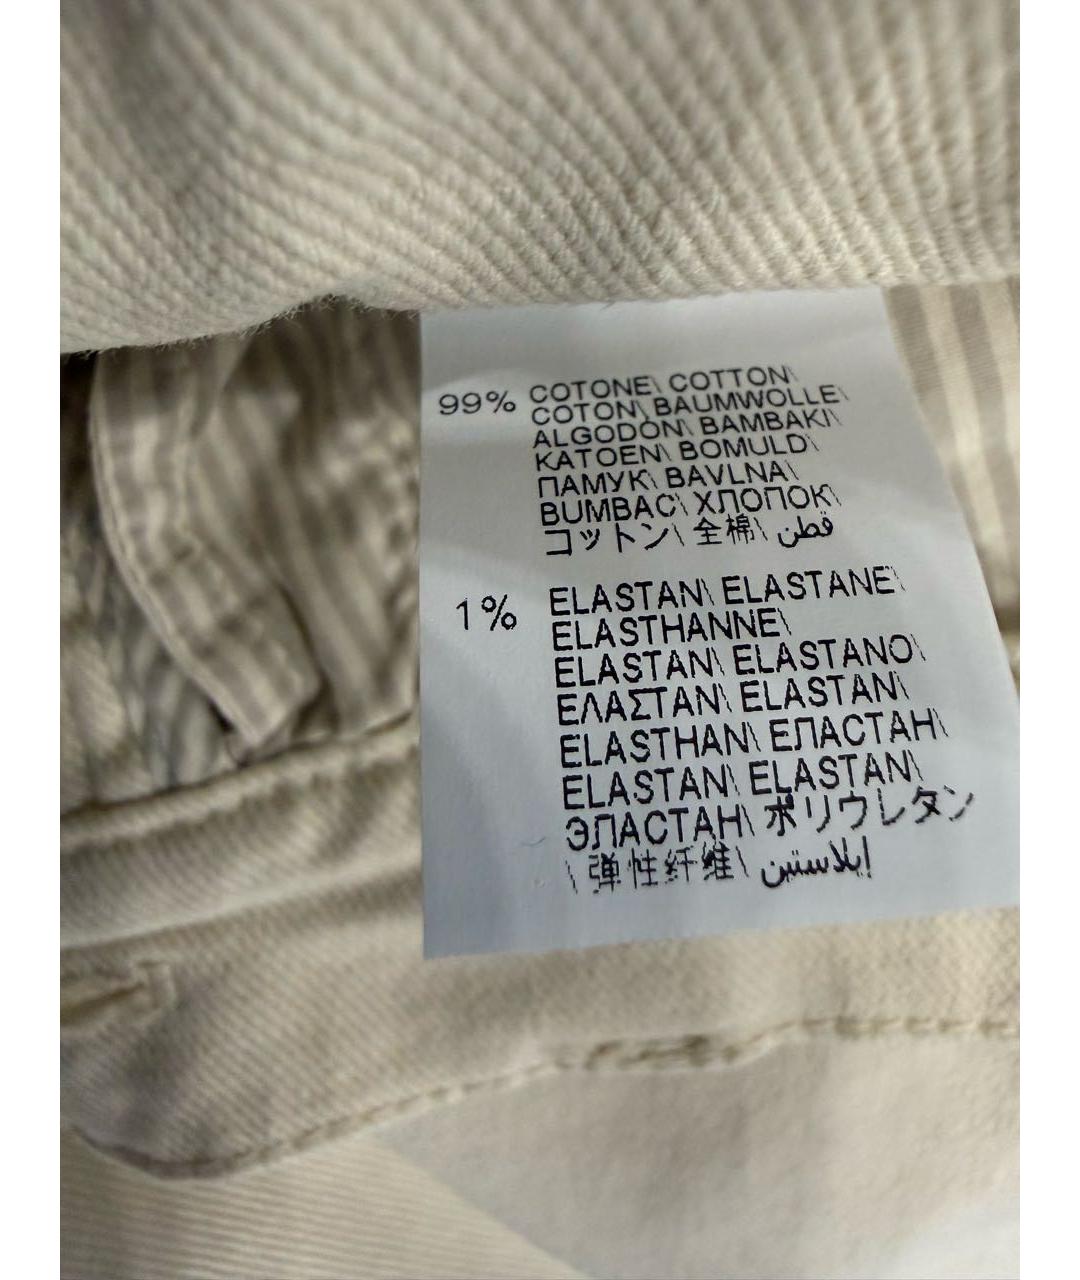 99% COTONE\ COTTON\
COTON\ BAUMWOLLE\
ALGODÓN\ BAMBAKI\
KATOEN\ BOMULD\
ПАМУК\ BAVLNA\
BUMBAC\ ХЛОПОК\
コットン\ 全棉\ قطن
1% ELASTAN\ ELASTANE\
ELASTHANNE\
ELASTAN\ ELASTANO\
ΕΛΑΣΤΑΝ\ ELASTAN\
ELASTHAN\ ЕЛАСТАН\
ELASTAN\ ELASTAN\
ЭЛАСТАН\ ポリウレタン
\ 弹性纤维\ إيلاستين